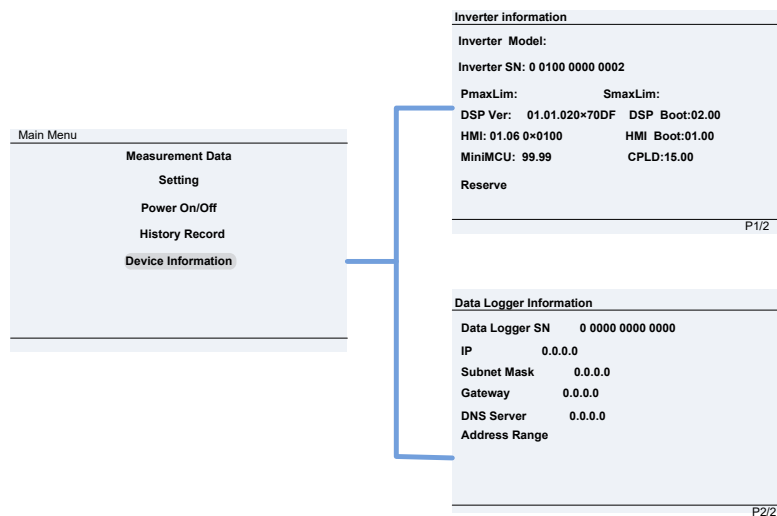 Main Menu
Measurement Data
Setting
Power On/Off
History Record
Device Information
Inverter information
Inverter Model:
Inverter SN: 0 0100 0000 0002
PmaxLim: SmaxLim:
DSP Ver: 01.01.020×70DF DSP Boot:02.00
HMI: 01.06 0×0100 HMI Boot:01.00
MiniMCU: 99.99 CPLD:15.00
Reserve
P1/2
Data Logger Information
Data Logger SN 0 0000 0000 0000
IP 0.0.0.0
Subnet Mask 0.0.0.0
Gateway 0.0.0.0
DNS Server 0.0.0.0
Address Range
P2/2